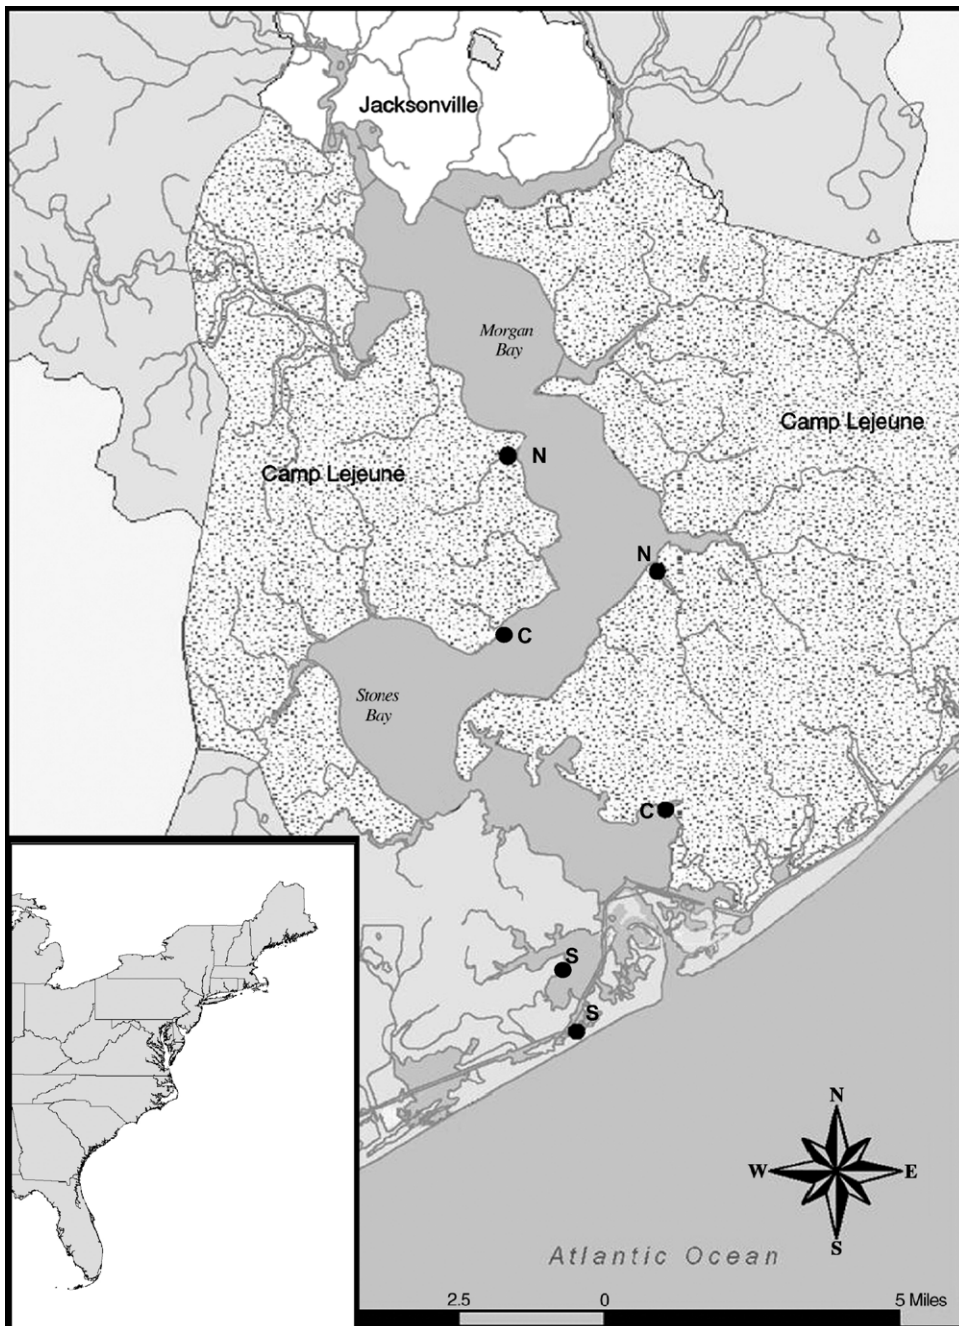 Jacksonville
Morgan
Bay
Camp Lejeune
N
Camp Lejeune
N
C
Stones
Bay
C
S
S
N
W
E
S
Atlantic Ocean
2.5
0
5 Miles